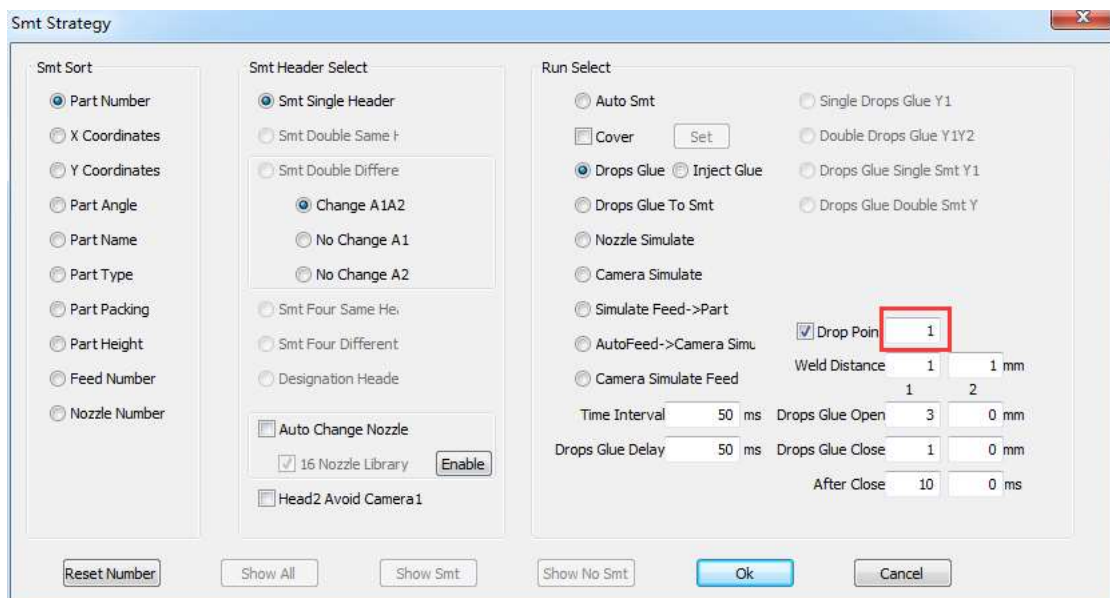 Smt Strategy
Smt Sort
Part Number
X Coordinates
Y Coordinates
Part Angle
Part Name
Part Type
Part Packing
Part Height
Feed Number
Nozzle Number
Smt Header Select
Smt Single Header
Smt Double Same H
Smt Double Differe
Change A1A2
No Change A1
No Change A2
Smt Four Same He
Smt Four Different
Designation Heade
Auto Change Nozzle
16 Nozzle Library Enable
Head2 Avoid Camera1
Run Select
Auto Smt
Cover Set
Drops Glue Inject Glue
Drops Glue To Smt
Nozzle Simulate
Camera Simulate
Simulate Feed->Part
AutoFeed->Camera Simu
Camera Simulate Feed
Time Interval 50 ms
Drops Glue Delay 50 ms
Single Drops Glue Y1
Double Drops Glue Y1Y2
Drops Glue Single Smt Y1
Drops Glue Double Smt Y
Drop Poin 1
Weld Distance 1 1 mm
1 2
Drops Glue Open 3 0 mm
Drops Glue Close 1 0 mm
After Close 10 0 ms
Reset Number Show All Show Smt Show No Smt Ok Cancel